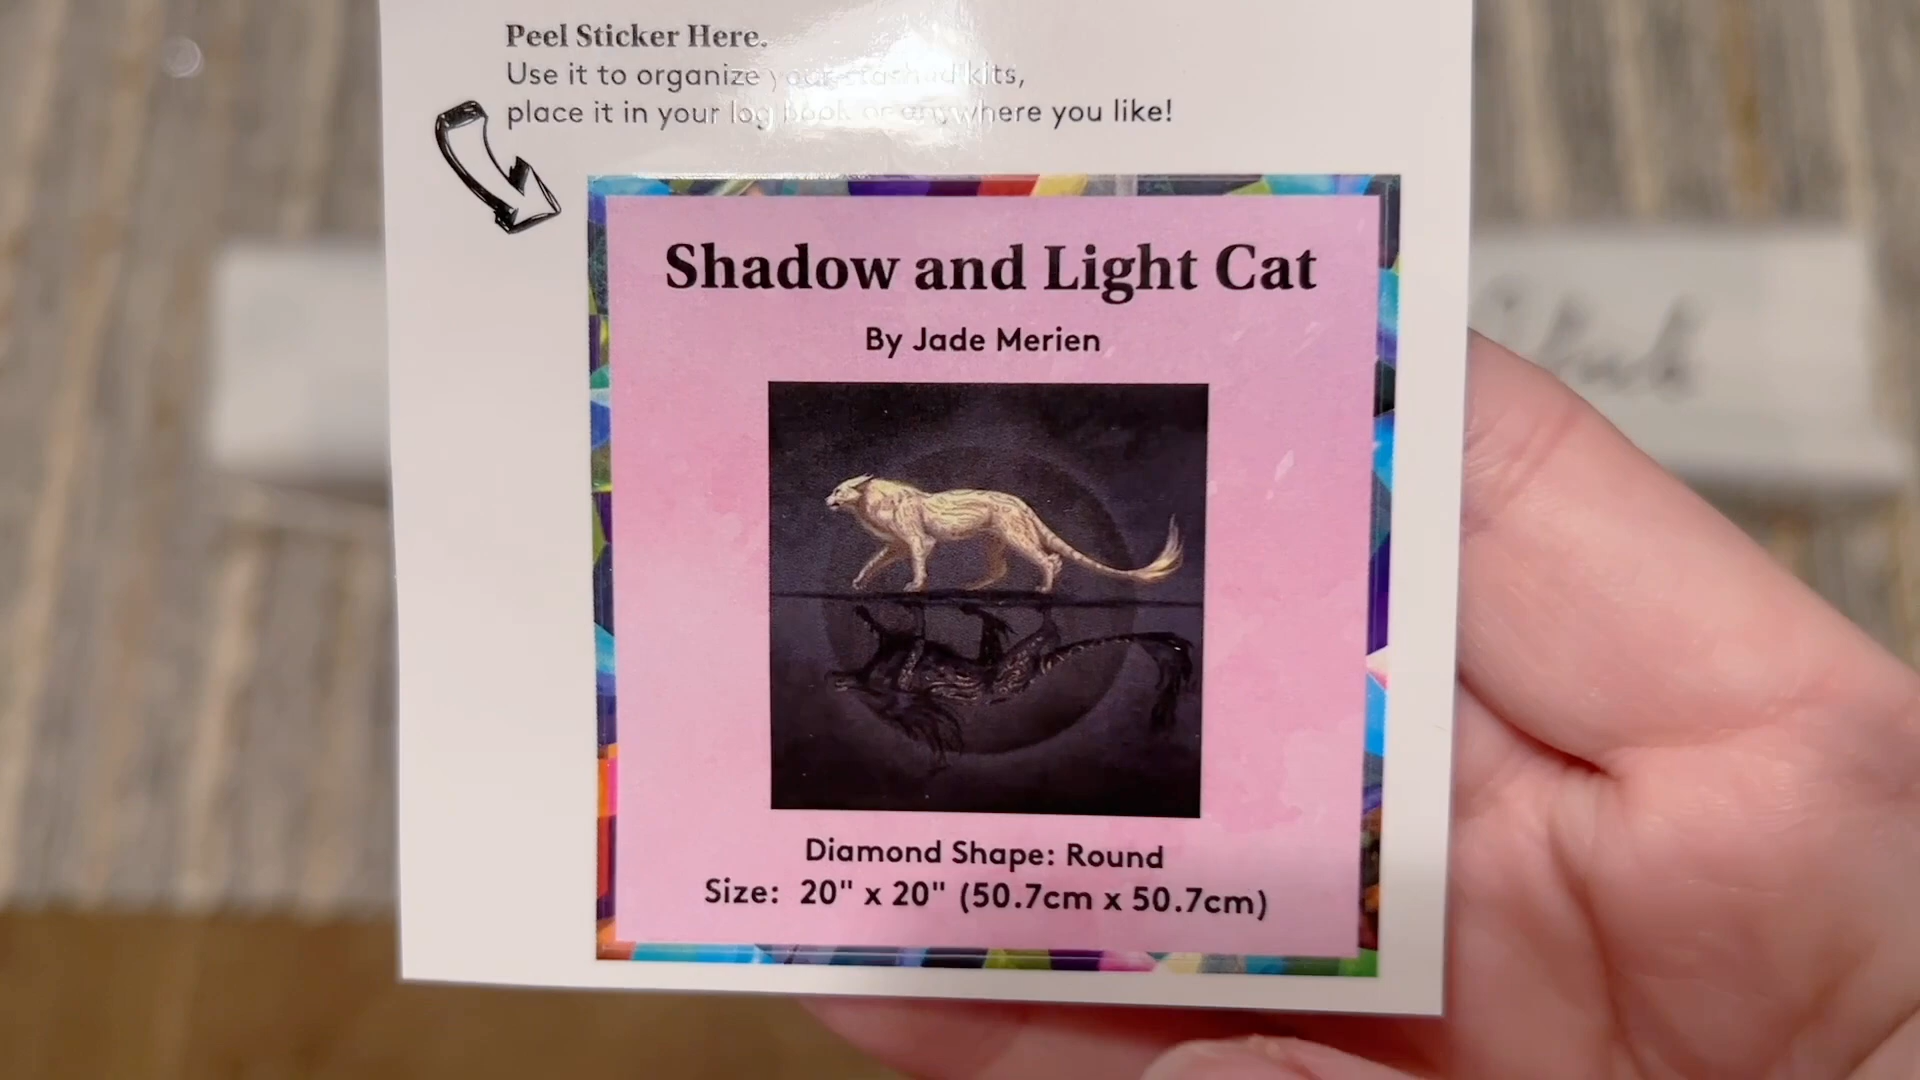 Peel Sticker Here.
Use it to organize your stashed kits,
place it in your log book or anywhere you like!
Shadow and Light Cat
By Jade Merien
Diamond Shape: Round
Size: 20" x 20" (50.7cm x 50.7cm)